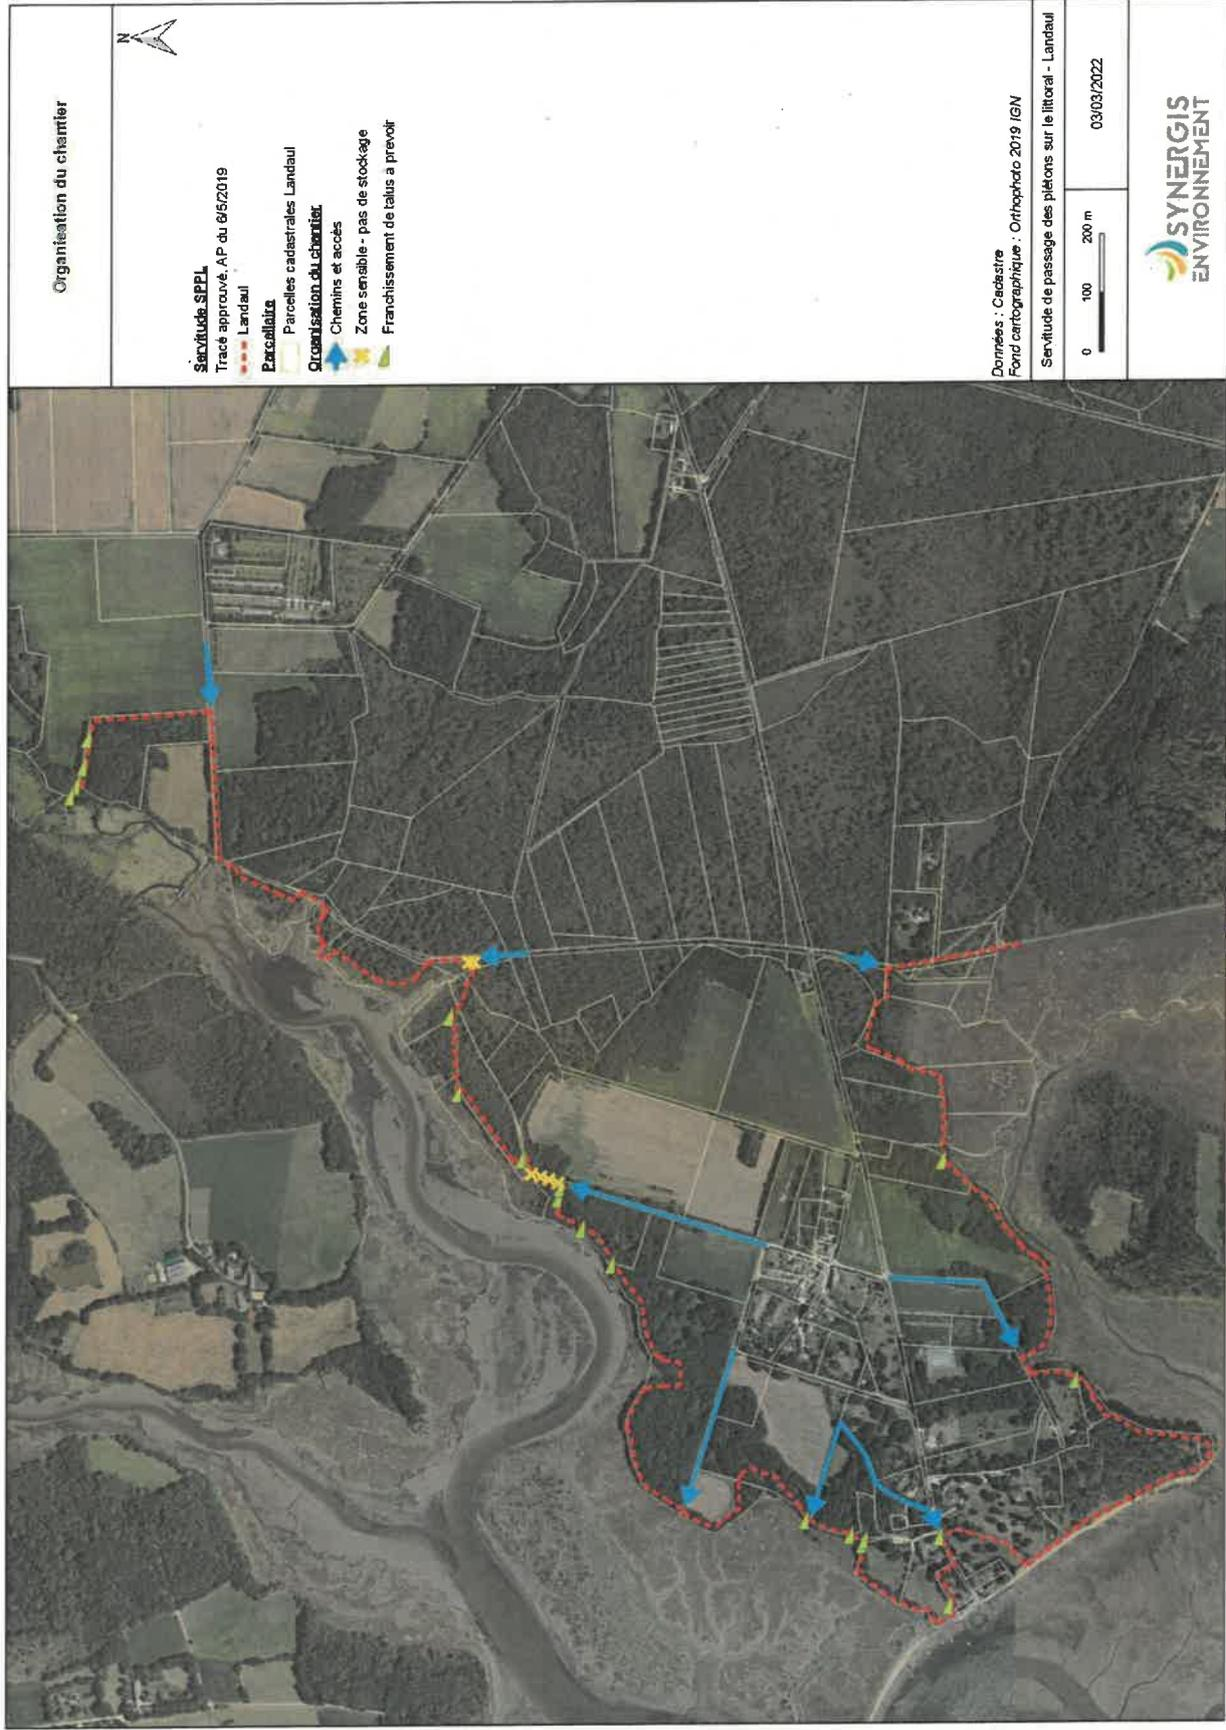 Organisation du chantier
N
Servitude SPPL
Tracé approuvé. AP du 6/5/2019
Landaul
Parcellaire
Parcelles cadastrales Landaul
Organisation du chantier
Chemins et accès
Zone sensible - pas de stockage
Franchissement de talus à prevoir
Données : Cadastre
Fond cartographique : Orthophoto 2019 IGN
Servitude de passage des piétons sur le littoral - Landaul
0 100 200 m
03/03/2022
SYNERGIS
ENVIRONNEMENT